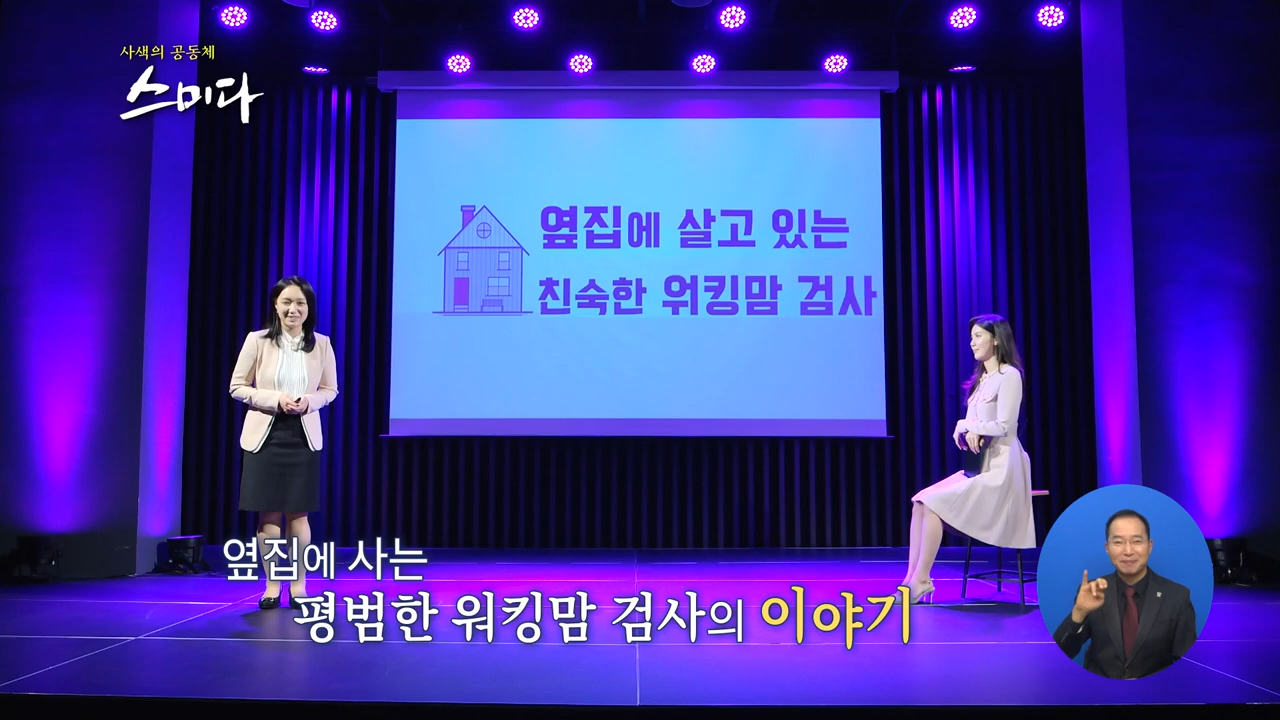 사색의 공동체
스미다
옆집에 살고 있는
친숙한 워킹맘 검사
옆집에 사는
평범한 워킹맘 검사의 이야기